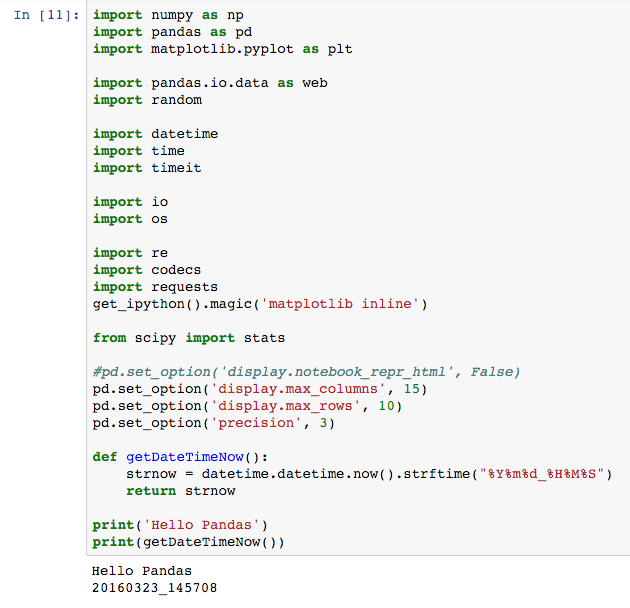 In [11]: import numpy as np
import pandas as pd
import matplotlib.pyplot as plt

import pandas.io.data as web
import random

import datetime
import time
import timeit

import io
import os

import re
import codecs
import requests
get_ipython().magic('matplotlib inline')

from scipy import stats

#pd.set_option('display.notebook_repr_html', False)
pd.set_option('display.max_columns', 15)
pd.set_option('display.max_rows', 10)
pd.set_option('precision', 3)

def getDateTimeNow():
    strnow = datetime.datetime.now().strftime("%Y%m%d_%H%M%S")
    return strnow

print('Hello Pandas')
print(getDateTimeNow())
Hello Pandas
20160323_145708